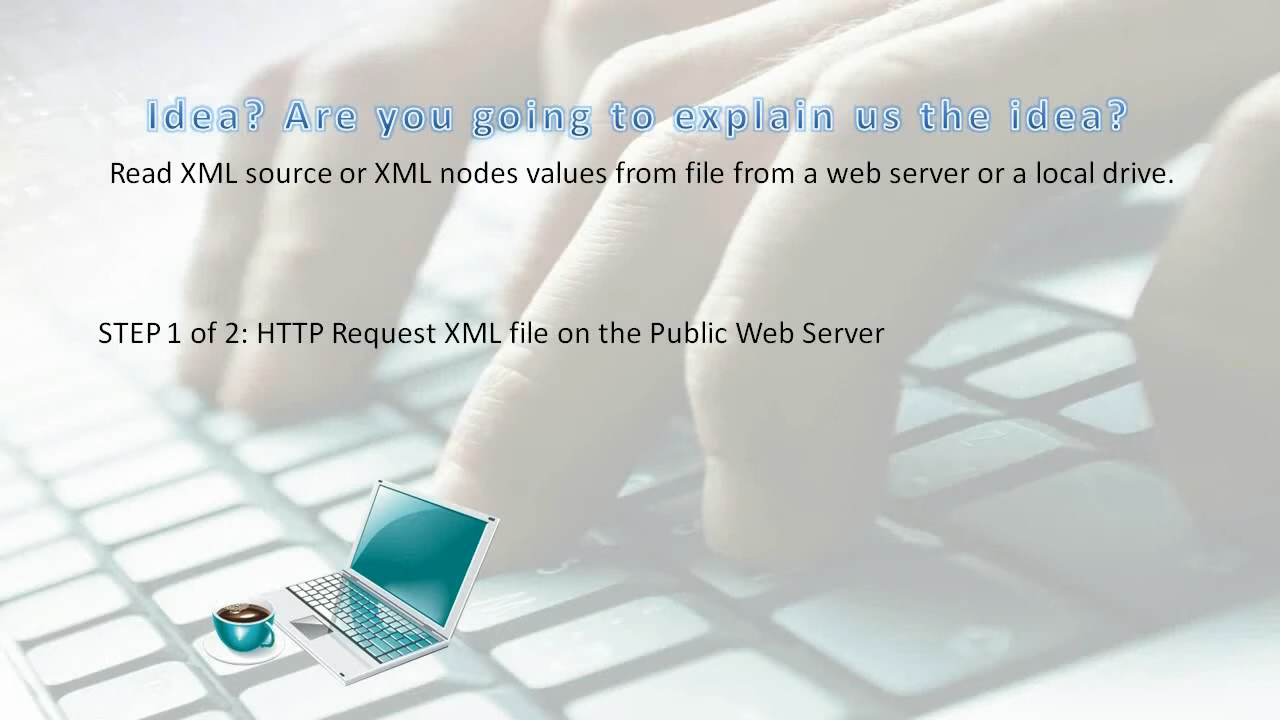 Idea? Are you going to explain us the idea?
Read XML source or XML nodes values from file from a web server or a local drive.
STEP 1 of 2: HTTP Request XML file on the Public Web Server